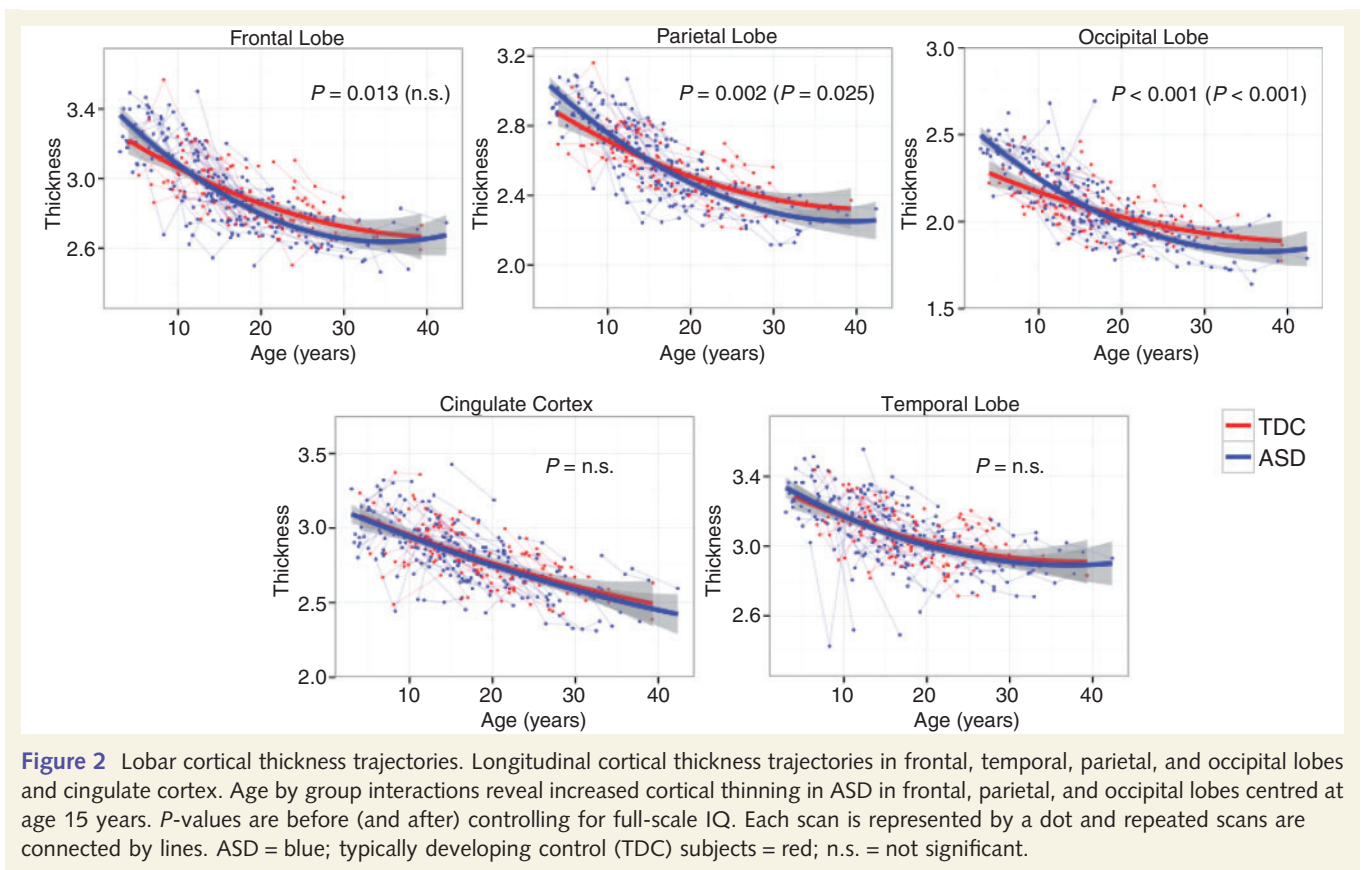 Frontal Lobe
P = 0.013 (n.s.)
Thickness
3.4
3.0
2.6
10 20 30 40
Age (years)
Parietal Lobe
P = 0.002 (P = 0.025)
Thickness
3.2
2.8
2.4
2.0
10 20 30 40
Age (years)
Occipital Lobe
P < 0.001 (P < 0.001)
Thickness
3.0
2.5
2.0
1.5
10 20 30 40
Age (years)
Cingulate Cortex
P = n.s.
Thickness
3.5
3.0
2.5
2.0
10 20 30 40
Age (years)
Temporal Lobe
P = n.s.
Thickness
3.4
3.0
2.6
10 20 30 40
Age (years)
TDC
ASD
Figure 2 Lobar cortical thickness trajectories. Longitudinal cortical thickness trajectories in frontal, temporal, parietal, and occipital lobes
and cingulate cortex. Age by group interactions reveal increased cortical thinning in ASD in frontal, parietal, and occipital lobes centred at
age 15 years. P-values are before (and after) controlling for full-scale IQ. Each scan is represented by a dot and repeated scans are
connected by lines. ASD = blue; typically developing control (TDC) subjects = red; n.s. = not significant.